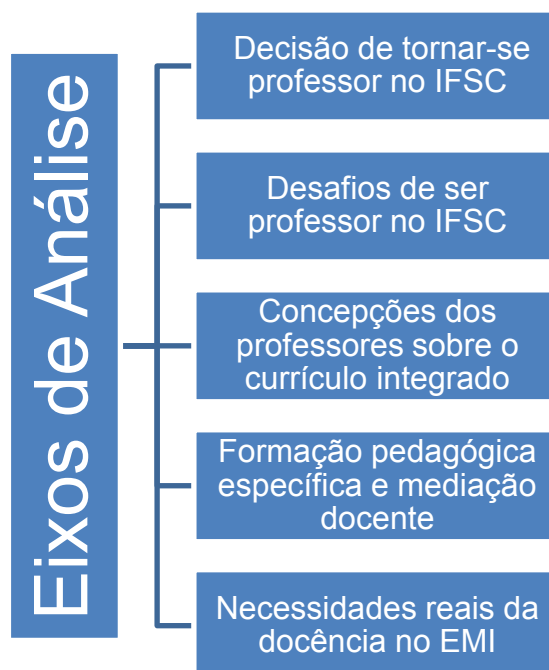 Eixos de Análise
Decisão de tornar-se
professor no IFSC
Desafios de ser
professor no IFSC
Concepções dos
professores sobre o
currículo integrado
Formação pedagógica
específica e mediação
docente
Necessidades reais da
docência no EMI